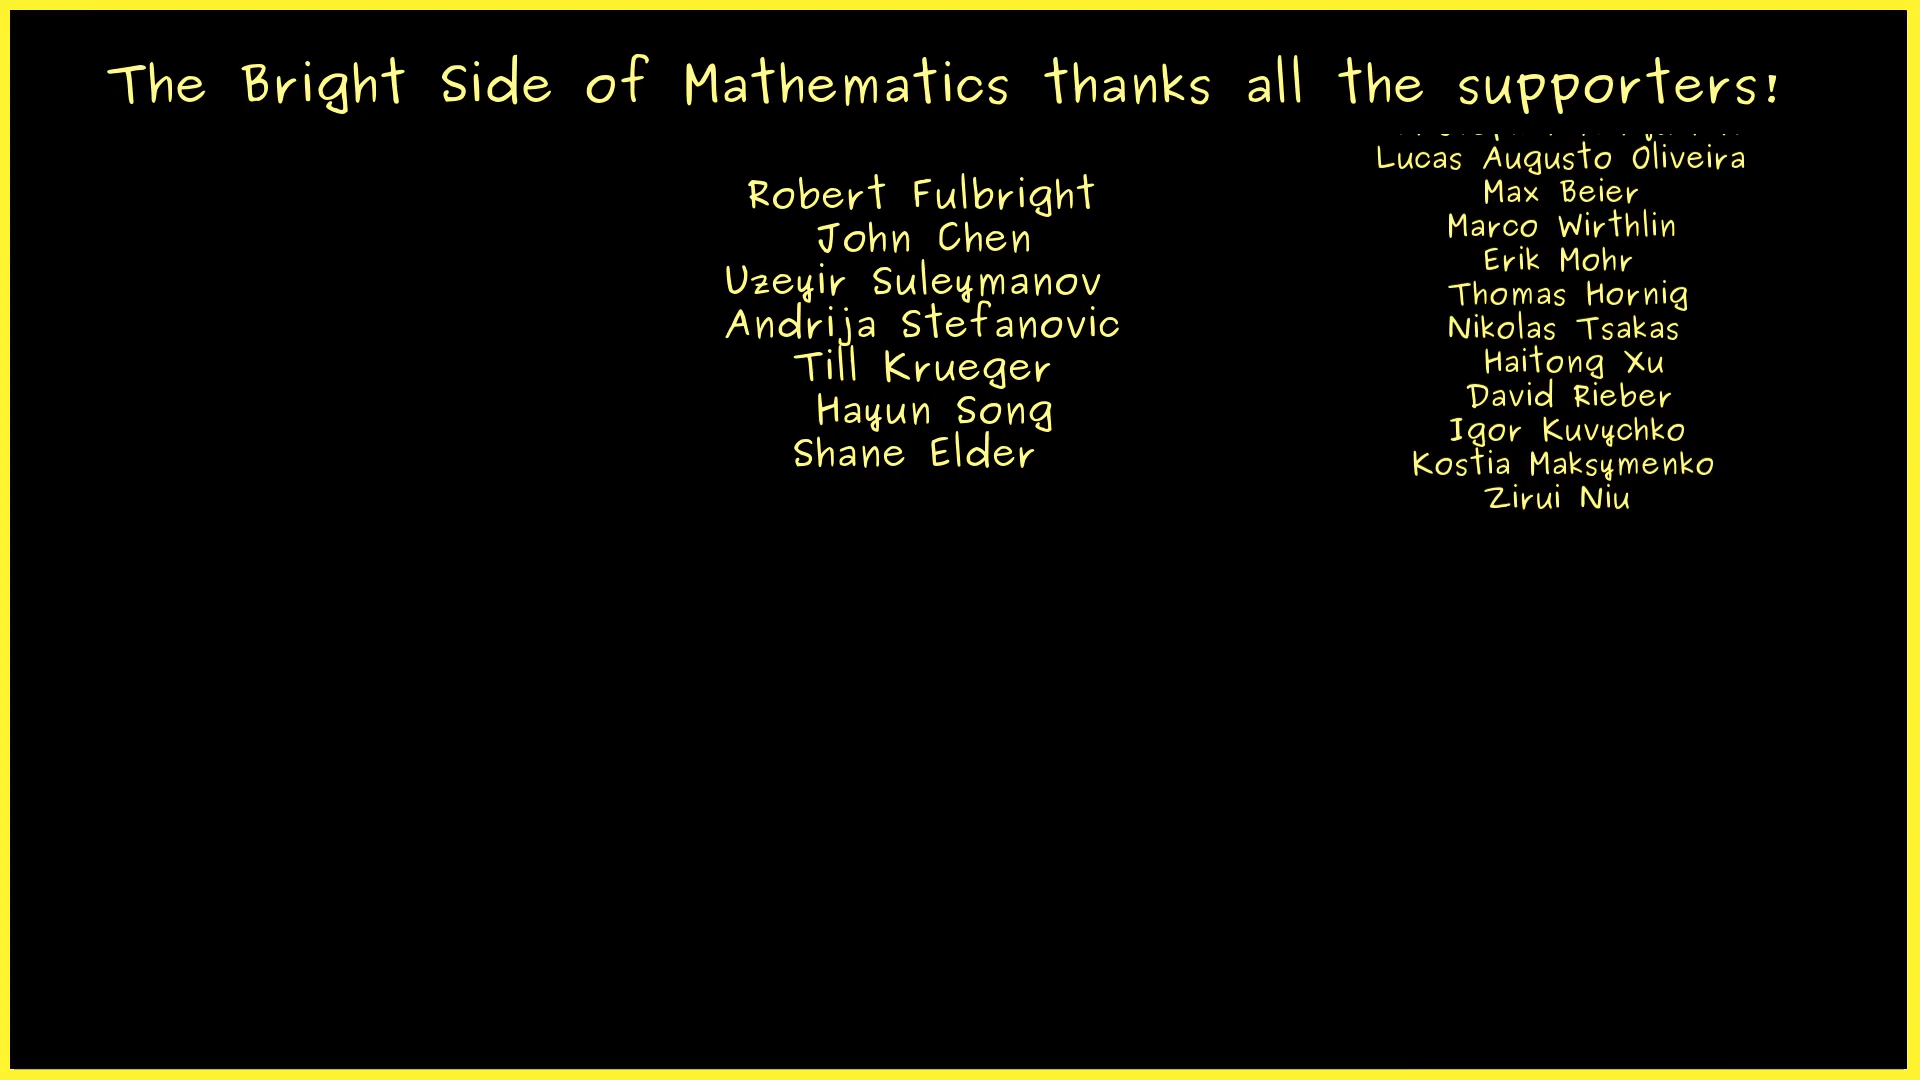 The Bright Side of Mathematics thanks all the supporters!
Robert Fulbright
John Chen
Uzeyir Suleymanov
Andrija Stefanovic
Till Krueger
Hayun Song
Shane Elder
Lucas Augusto Oliveira
Max Beier
Marco Wirthlin
Erik Mohr
Thomas Hornig
Nikolas Tsakas
Haitong Xu
David Rieber
Igor Kuvychko
Kostia Maksymenko
Zirui Niu